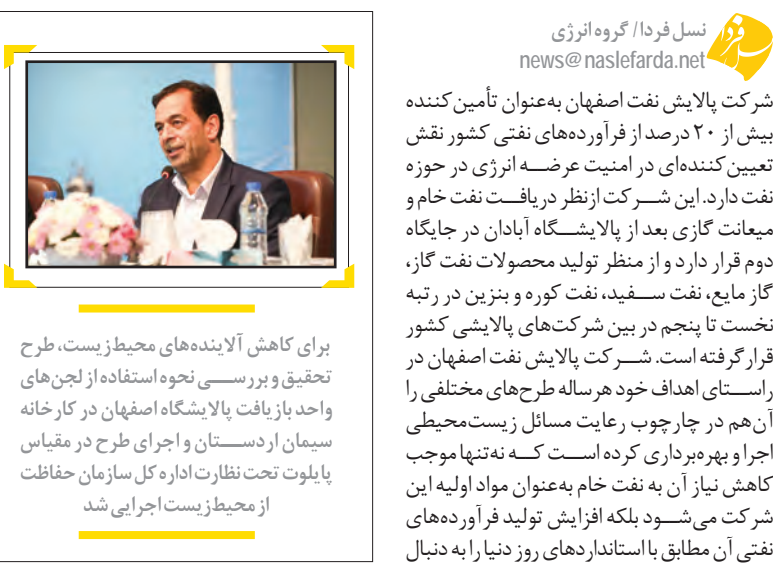 نسل فردا
نسل فردا/ گروه انرژی
news@naslefarda.net
شرکت پالایش نفت اصفهان به‌عنوان تأمین‌کننده
بیش از ۲۰ درصد از فرآورده‌های نفتی کشور نقش
تعیین‌کننده‌ای در امنیت عرضه انرژی در حوزه
نفت دارد. این شرکت ازنظر دریافت نفت خام و
میعانت گازی بعد از پالایشگاه آبادان در جایگاه
دوم قرار دارد و از منظر تولید محصولات نفت گاز،
گاز مایع، نفت سفید، نفت کوره و بنزین در رتبه
نخست تا پنجم در بین شرکت‌های پالایشی کشور
قرارگرفته است. شرکت پالایش نفت اصفهان در
راستای اهداف خود هرساله طرح‌های مختلفی را
آن‌هم در چارچوب رعایت مسائل زیست‌محیطی
اجرا و بهره‌برداری کرده است که نه‌تنها موجب
کاهش نیاز آن به نفت خام به‌عنوان مواد اولیه این
شرکت می‌شود بلکه افزایش تولید فرآورده‌های
نفتی آن مطابق با استانداردهای روز دنیا را به دنبال
برای کاهش آلاینده‌های محیط‌زیست، طرح
تحقیق و بررسی نحوه استفاده از لجن‌های
واحد بازیافت پالایشگاه اصفهان در کارخانه
سیمان اردستان و اجرای طرح در مقیاس
پایلوت تحت نظارت اداره کل سازمان حفاظت
از محیط‌زیست اجرایی شد